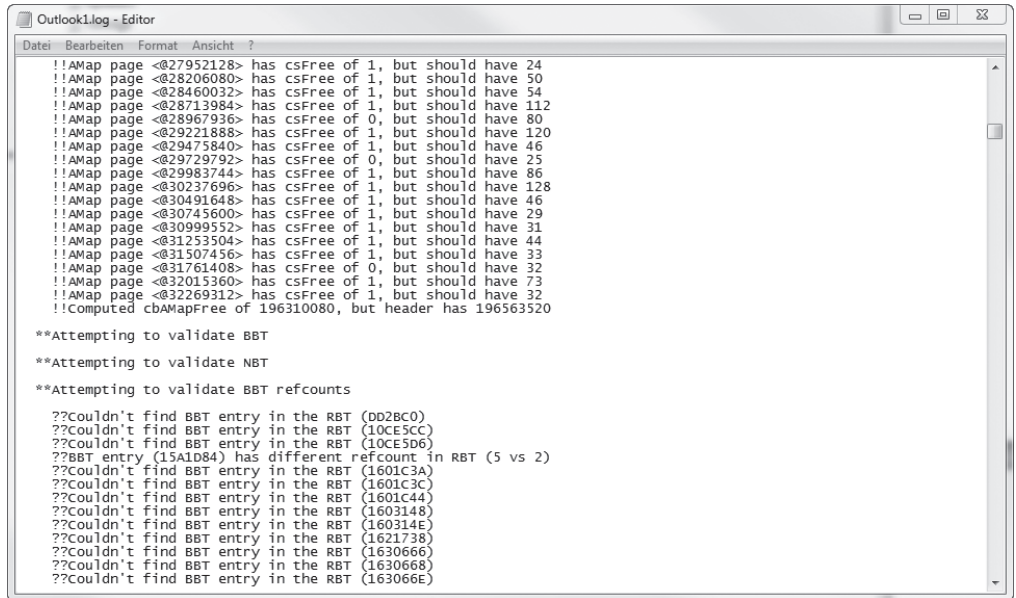 Outlook1.log - Editor
Datei Bearbeiten Format Ansicht ?
!!AMap page <@27952128> has csFree of 1, but should have 24
!!AMap page <@28206080> has csFree of 1, but should have 50
!!AMap page <@28460032> has csFree of 1, but should have 54
!!AMap page <@28713984> has csFree of 1, but should have 112
!!AMap page <@28967936> has csFree of 0, but should have 80
!!AMap page <@29221888> has csFree of 1, but should have 120
!!AMap page <@29475840> has csFree of 1, but should have 46
!!AMap page <@29729792> has csFree of 0, but should have 25
!!AMap page <@29983744> has csFree of 1, but should have 86
!!AMap page <@30237696> has csFree of 1, but should have 128
!!AMap page <@30491648> has csFree of 1, but should have 46
!!AMap page <@30745600> has csFree of 1, but should have 29
!!AMap page <@30999552> has csFree of 1, but should have 31
!!AMap page <@31253504> has csFree of 1, but should have 44
!!AMap page <@31507456> has csFree of 1, but should have 33
!!AMap page <@31761408> has csFree of 0, but should have 32
!!AMap page <@32015360> has csFree of 1, but should have 73
!!AMap page <@32269312> has csFree of 1, but should have 32
!!Computed cbAMapFree of 196310080, but header has 196563520
**Attempting to validate BBT
**Attempting to validate NBT
**Attempting to validate BBT refcounts
??Couldn't find BBT entry in the RBT (DD2BC0)
??Couldn't find BBT entry in the RBT (10CE5CC)
??Couldn't find BBT entry in the RBT (10CE5D6)
??BBT entry (15A1D84) has different refcount in RBT (5 vs 2)
??Couldn't find BBT entry in the RBT (1601C3A)
??Couldn't find BBT entry in the RBT (1601C3C)
??Couldn't find BBT entry in the RBT (1601C44)
??Couldn't find BBT entry in the RBT (1603148)
??Couldn't find BBT entry in the RBT (160314E)
??Couldn't find BBT entry in the RBT (1621738)
??Couldn't find BBT entry in the RBT (1630666)
??Couldn't find BBT entry in the RBT (1630668)
??Couldn't find BBT entry in the RBT (163066E)